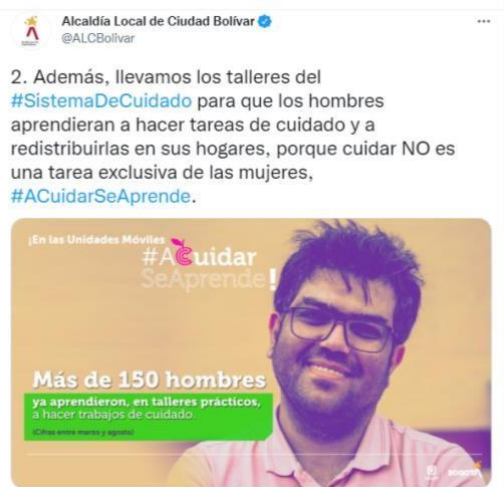 Alcaldía Local de Ciudad Bolívar
@ALCBolivar
2. Además, llevamos los talleres del
#SistemaDeCuidado para que los hombres
aprendieran a hacer tareas de cuidado y a
redistribuirlas en sus hogares, porque cuidar NO es
una tarea exclusiva de las mujeres,
#ACuidarSeAprende.
¡En las Unidades Móviles
#ACuidar
SeAprende!
Más de 150 hombres
ya aprendieron, en talleres prácticos,
a hacer trabajos de cuidado.
(Cifras entre marzo y agosto)
BOGOTÁ